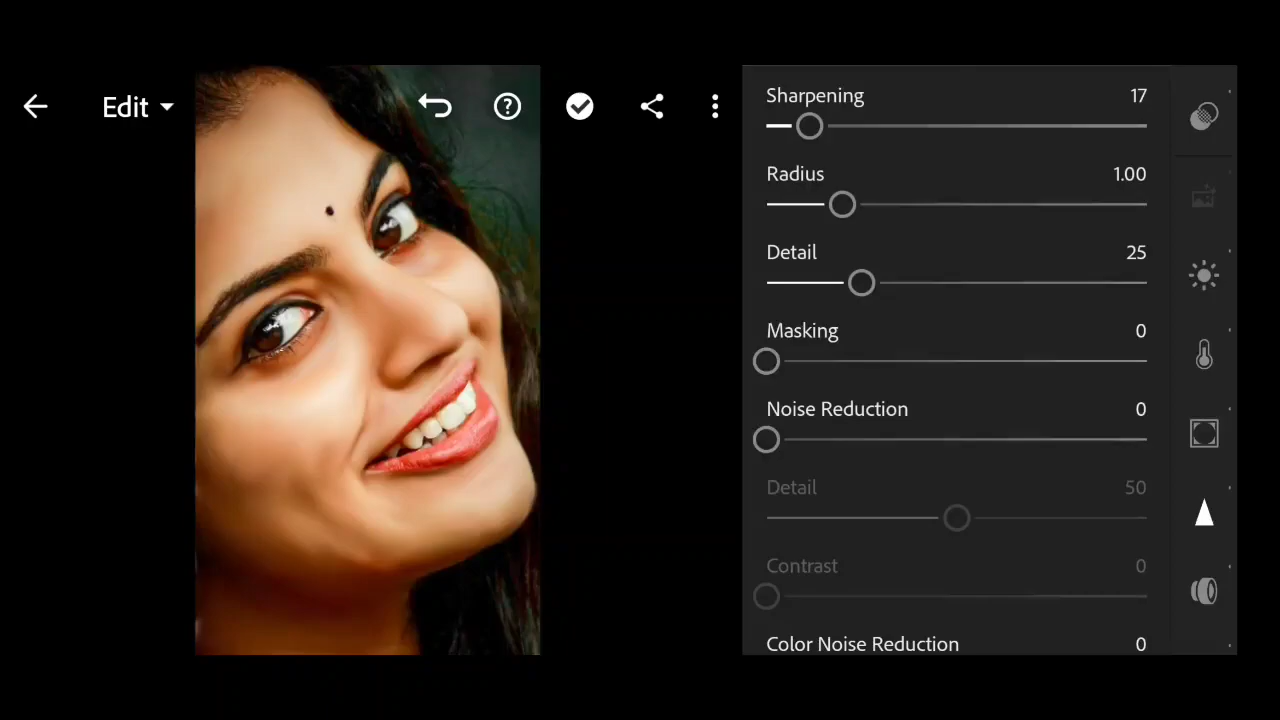 Edit
Sharpening 17
Radius 1.00
Detail 25
Masking 0
Noise Reduction 0
Detail 50
Contrast 0
Color Noise Reduction 0